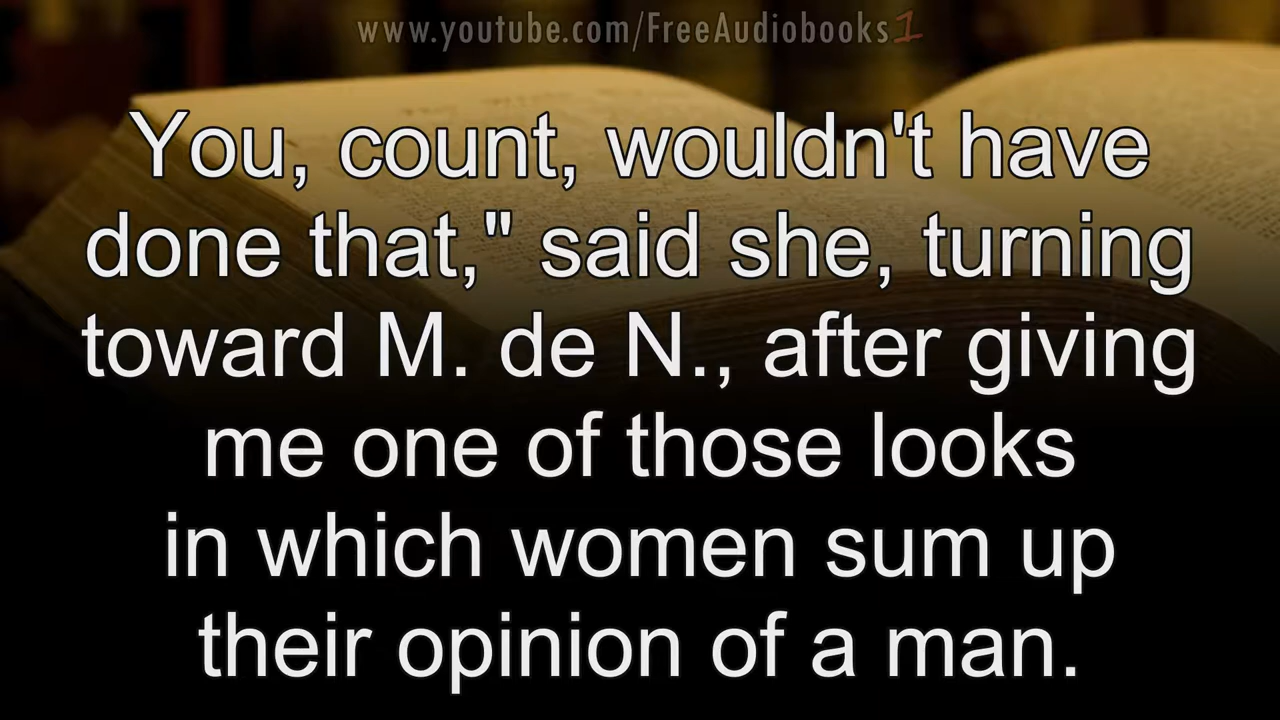 www.youtube.com/FreeAudiobooks1
You, count, wouldn't have
done that," said she, turning
toward M. de N., after giving
me one of those looks
in which women sum up
their opinion of a man.